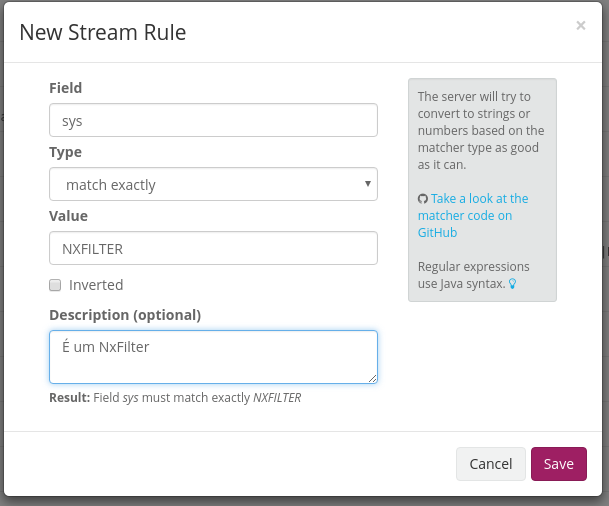 New Stream Rule
×
Field
sys
Type
match exactly
Value
NXFILTER
Inverted
Description (optional)
É um NxFilter
Result: Field sys must match exactly NXFILTER
The server will try to
convert to strings or
numbers based on the
matcher type as good
as it can.
Take a look at the
matcher code on
GitHub
Regular expressions
use Java syntax.
Cancel
Save